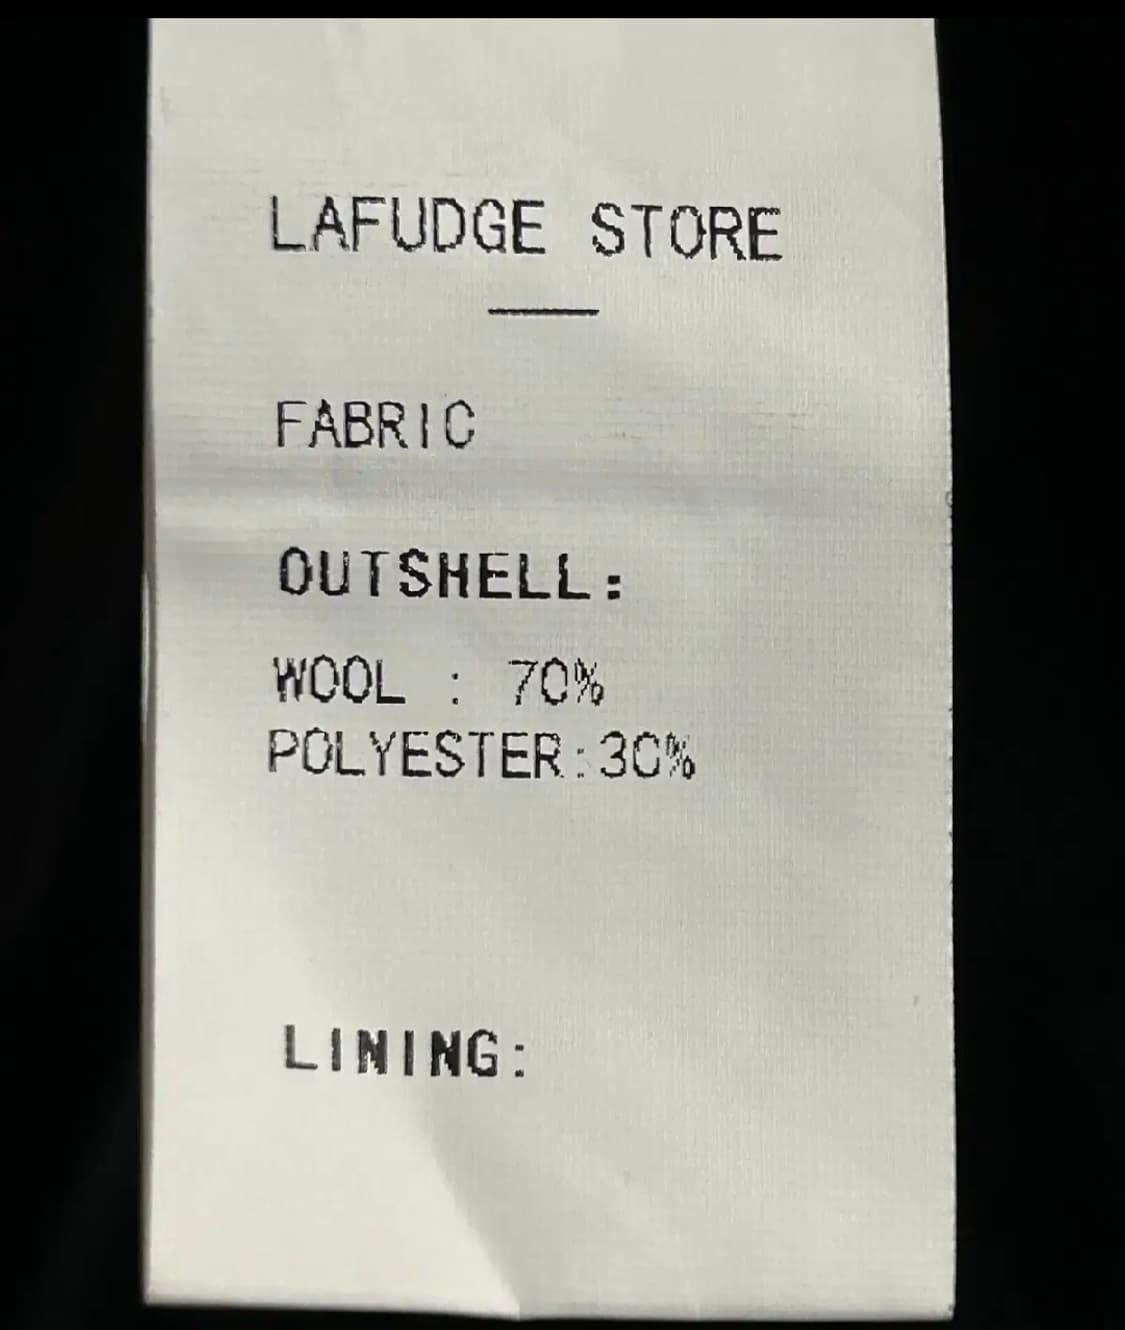 LAFUDGE STORE
FABRIC
OUTSHELL:
WOOL : 70%
POLYESTER:30%
LINING: